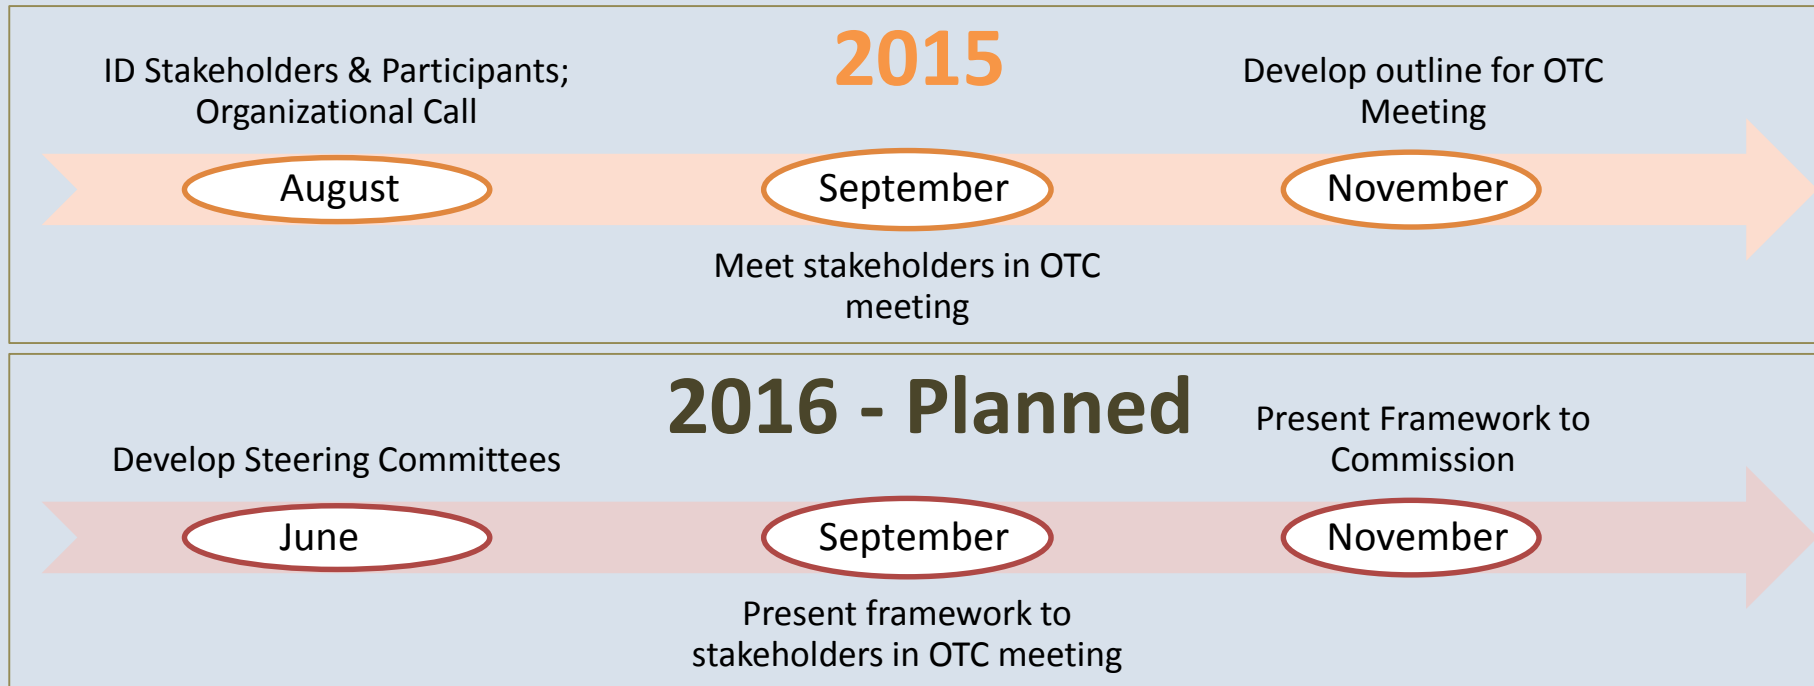 2015
ID Stakeholders & Participants;
Organizational Call
Develop outline for OTC
Meeting
August
September
November
Meet stakeholders in OTC
meeting
2016 - Planned
Develop Steering Committees
Present Framework to
Commission
June
September
November
Present framework to
stakeholders in OTC meeting